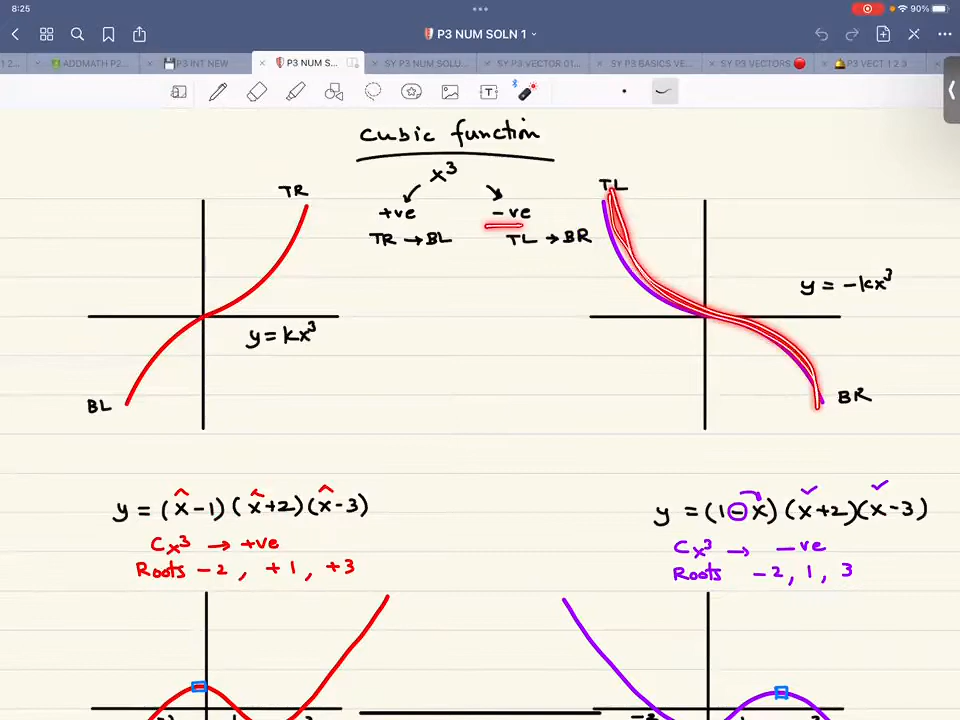 8:25
90%
P3 NUM SOLN 1
ADDMATH P2...
P3 INT NEW
P3 NUM S...
SY P3 NUM SOLU...
SY P3 VECTOR 01...
SY P3 BASICS VE...
SY P3 VECTORS
P3 VECT 1 2 3
cubic function
x³
TR
TL
+ve
-ve
TR → BL
TL → BR
y = -kx³
y = kx³
BL
BR
y = (x-1)(x+2)(x-3)
y = (1-x)(x+2)(x-3)
Cx³ → +ve
Cx³ → -ve
Roots -2, +1, +3
Roots -2, 1, 3
-2